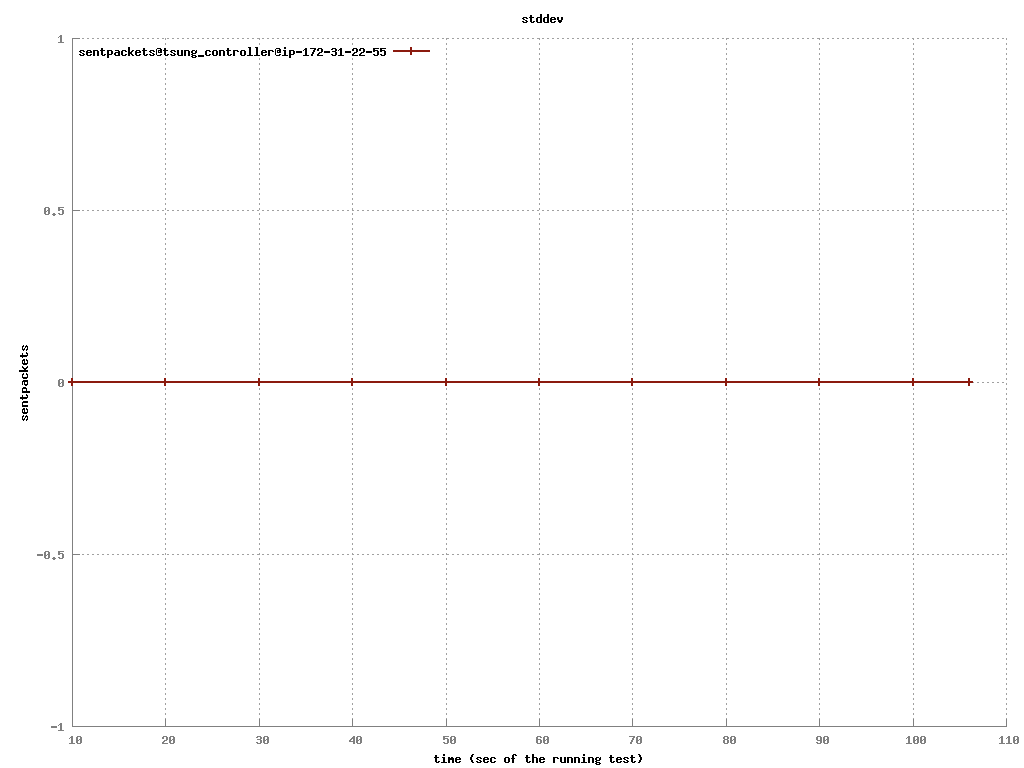 stddev
sentpackets@tsung_controller@ip-172-31-22-55
1
0.5
0
-0.5
-1
sentpackets
10 20 30 40 50 60 70 80 90 100 110
time (sec of the running test)